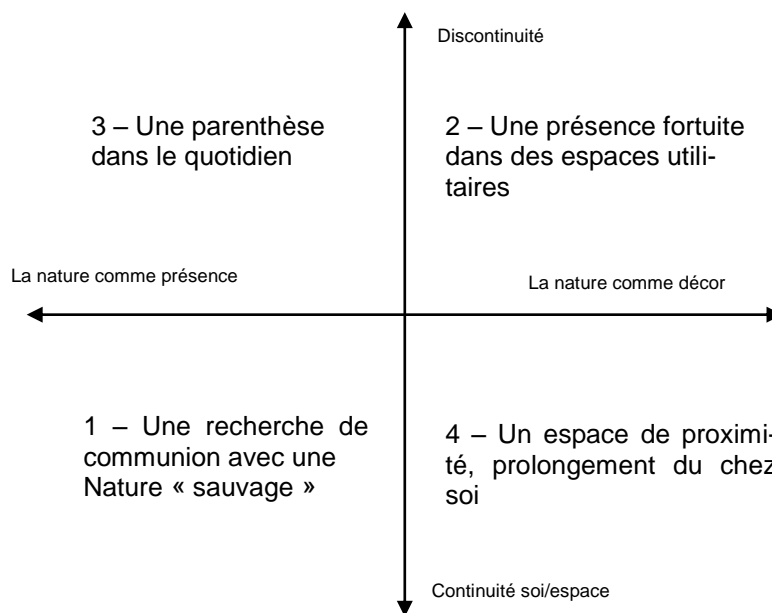 Discontinuité
3 – Une parenthèse
dans le quotidien
2 – Une présence fortuite
dans des espaces utili-
taires
La nature comme présence
La nature comme décor
1 – Une recherche de
communion avec une
Nature « sauvage »
4 – Un espace de proximi-
té, prolongement du chez
soi
Continuité soi/espace